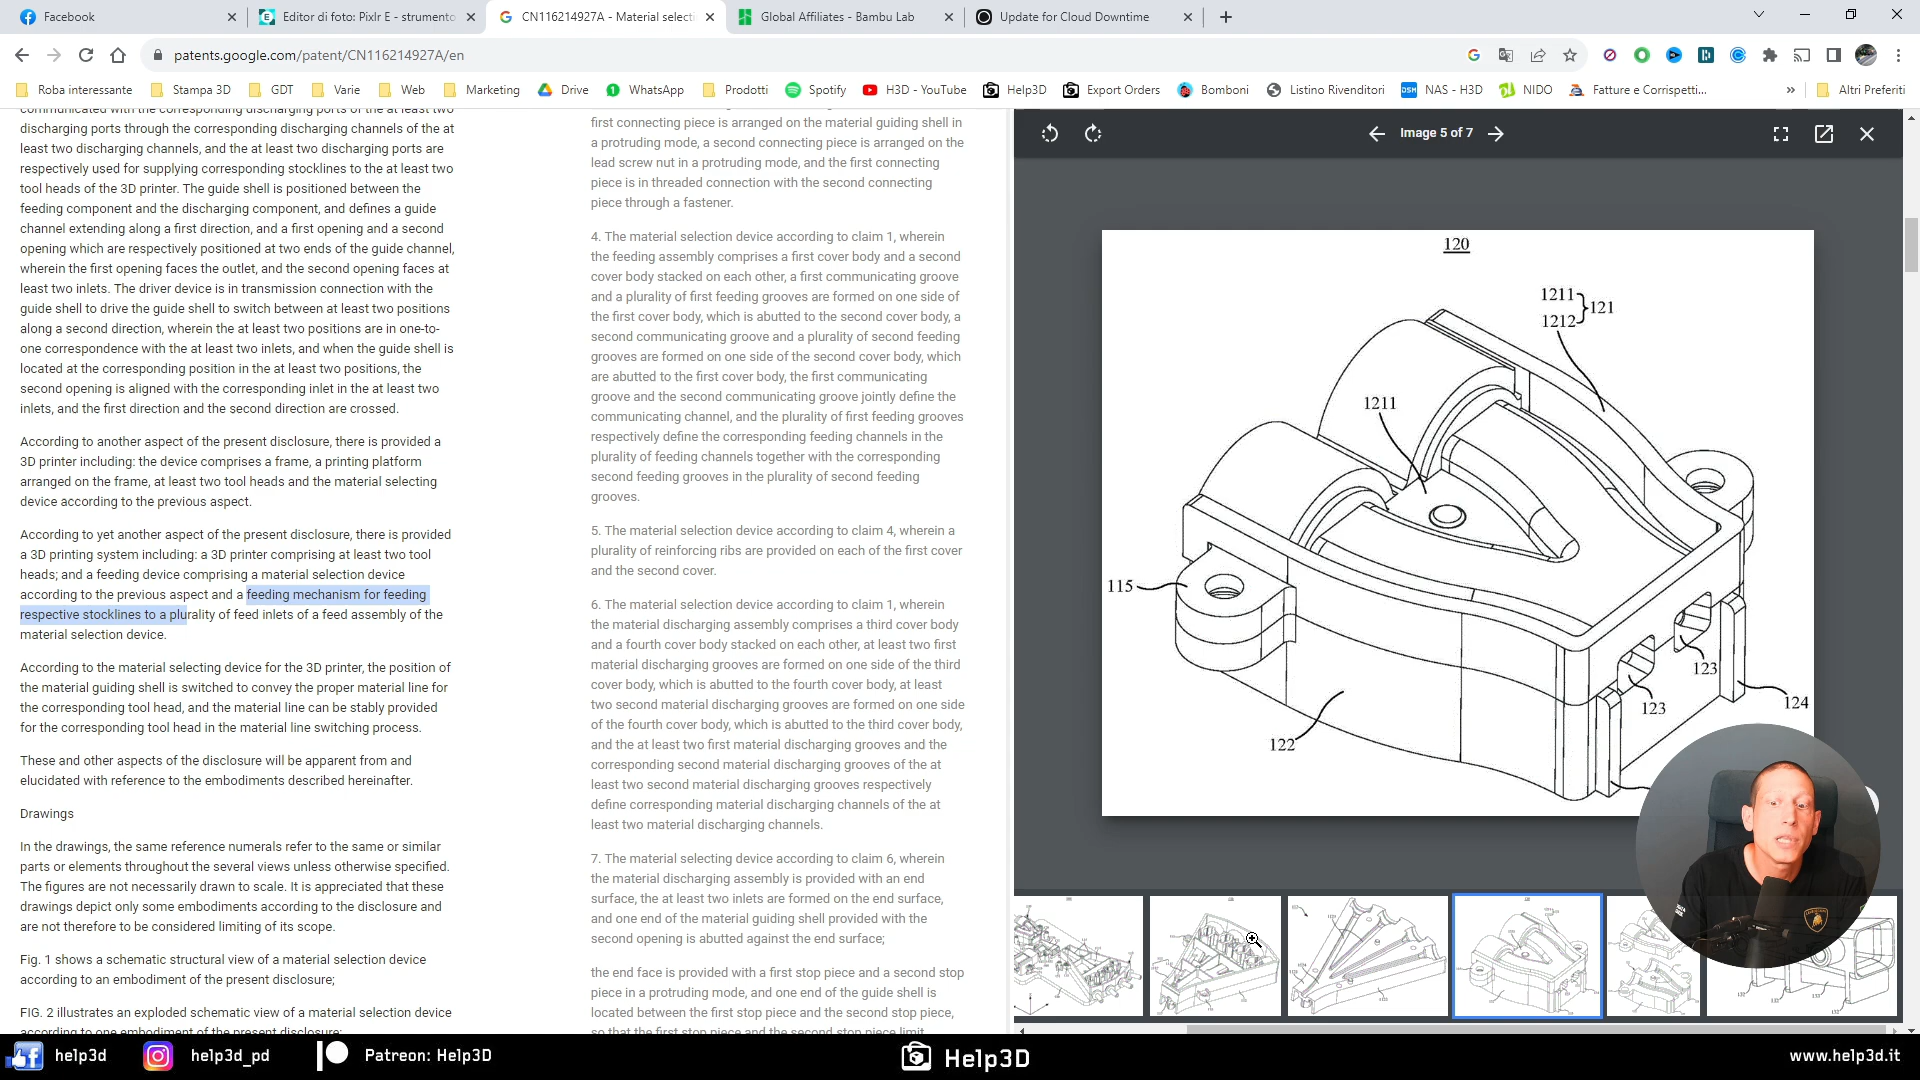 Facebook
Editor di foto: Pixlr E - strumento
CN116214927A - Material selecti
Global Affiliates - Bambu Lab
Update for Cloud Downtime
patents.google.com/patent/CN116214927A/en
Roba interessante
Stampa 3D
GDT
Varie
Web
Marketing
Drive
WhatsApp
Prodotti
Spotify
H3D - YouTube
Help3D
Export Orders
Bomboni
Listino Rivenditori
NAS - H3D
NIDO
Fatture e Corrispetti...
»
Altri Preferiti
communicated with the corresponding discharging ports of the at least two
discharging ports through the corresponding discharging channels of the at
least two discharging channels, and the at least two discharging ports are
respectively used for supplying corresponding stocklines to the at least two
tool heads of the 3D printer. The guide shell is positioned between the
feeding component and the discharging component, and defines a guide
channel extending along a first direction, and a first opening and a second
opening which are respectively positioned at two ends of the guide channel,
wherein the first opening faces the outlet, and the second opening faces at
least two inlets. The driver device is in transmission connection with the
guide shell to drive the guide shell to switch between at least two positions
along a second direction, wherein the at least two positions are in one-to-
one correspondence with the at least two inlets, and when the guide shell is
located at the corresponding position in the at least two positions, the
second opening is aligned with the corresponding inlet in the at least two
inlets, and the first direction and the second direction are crossed.
According to another aspect of the present disclosure, there is provided a
3D printer including: the device comprises a frame, a printing platform
arranged on the frame, at least two tool heads and the material selecting
device according to the previous aspect.
According to yet another aspect of the present disclosure, there is provided
a 3D printing system including: a 3D printer comprising at least two tool
heads; and a feeding device comprising a material selection device
according to the previous aspect and a feeding mechanism for feeding
respective stocklines to a plurality of feed inlets of a feed assembly of the
material selection device.
According to the material selecting device for the 3D printer, the position of
the material guiding shell is switched to convey the proper material line for
the corresponding tool head, and the material line can be stably provided
for the corresponding tool head in the material line switching process.
These and other aspects of the disclosure will be apparent from and
elucidated with reference to the embodiments described hereinafter.
Drawings
In the drawings, the same reference numerals refer to the same or similar
parts or elements throughout the several views unless otherwise specified.
The figures are not necessarily drawn to scale. It is appreciated that these
drawings depict only some embodiments according to the disclosure and
are not therefore to be considered limiting of its scope.
Fig. 1 shows a schematic structural view of a material selection device
according to an embodiment of the present disclosure;
FIG. 2 illustrates an exploded schematic view of a material selection device
according to one embodiment of the present disclosure;
first connecting piece is arranged on the material guiding shell in
a protruding mode, a second connecting piece is arranged on the
lead screw nut in a protruding mode, and the first connecting
piece is in threaded connection with the second connecting
piece through a fastener.
4. The material selection device according to claim 1, wherein
the feeding assembly comprises a first cover body and a second
cover body stacked on each other, a first communicating groove
and a plurality of first feeding grooves are formed on one side of
the first cover body, which is abutted to the second cover body, a
second communicating groove and a plurality of second feeding
grooves are formed on one side of the second cover body, which
are abutted to the first cover body, the first communicating
groove and the second communicating groove jointly define the
communicating channel, and the plurality of first feeding grooves
respectively define the corresponding feeding channels in the
plurality of feeding channels together with the corresponding
second feeding grooves in the plurality of second feeding
grooves.
5. The material selection device according to claim 4, wherein a
plurality of reinforcing ribs are provided on each of the first cover
and the second cover.
6. The material selection device according to claim 1, wherein
the material discharging assembly comprises a third cover body
and a fourth cover body stacked on each other, at least two first
material discharging grooves are formed on one side of the third
cover body, which is abutted to the fourth cover body, at least
two second material discharging grooves are formed on one side
of the fourth cover body, which is abutted to the third cover body,
and the at least two first material discharging grooves and the
corresponding second material discharging grooves of the at
least two second material discharging grooves respectively
define corresponding material discharging channels of the at
least two material discharging channels.
7. The material selecting device according to claim 6, wherein
the material discharging assembly is provided with an end
surface, the at least two inlets are formed on the end surface,
and one end of the material guiding shell provided with the
second opening is abutted against the end surface;
the end face is provided with a first stop piece and a second stop
piece in a protruding mode, and one end of the guide shell is
located between the first stop piece and the second stop piece,
so that the first stop piece and the second stop piece limit
Image 5 of 7
120
1211
1212
121
1211
115
123
123
124
122
help3d
help3d_pd
Patreon: Help3D
Help3D
www.help3d.it